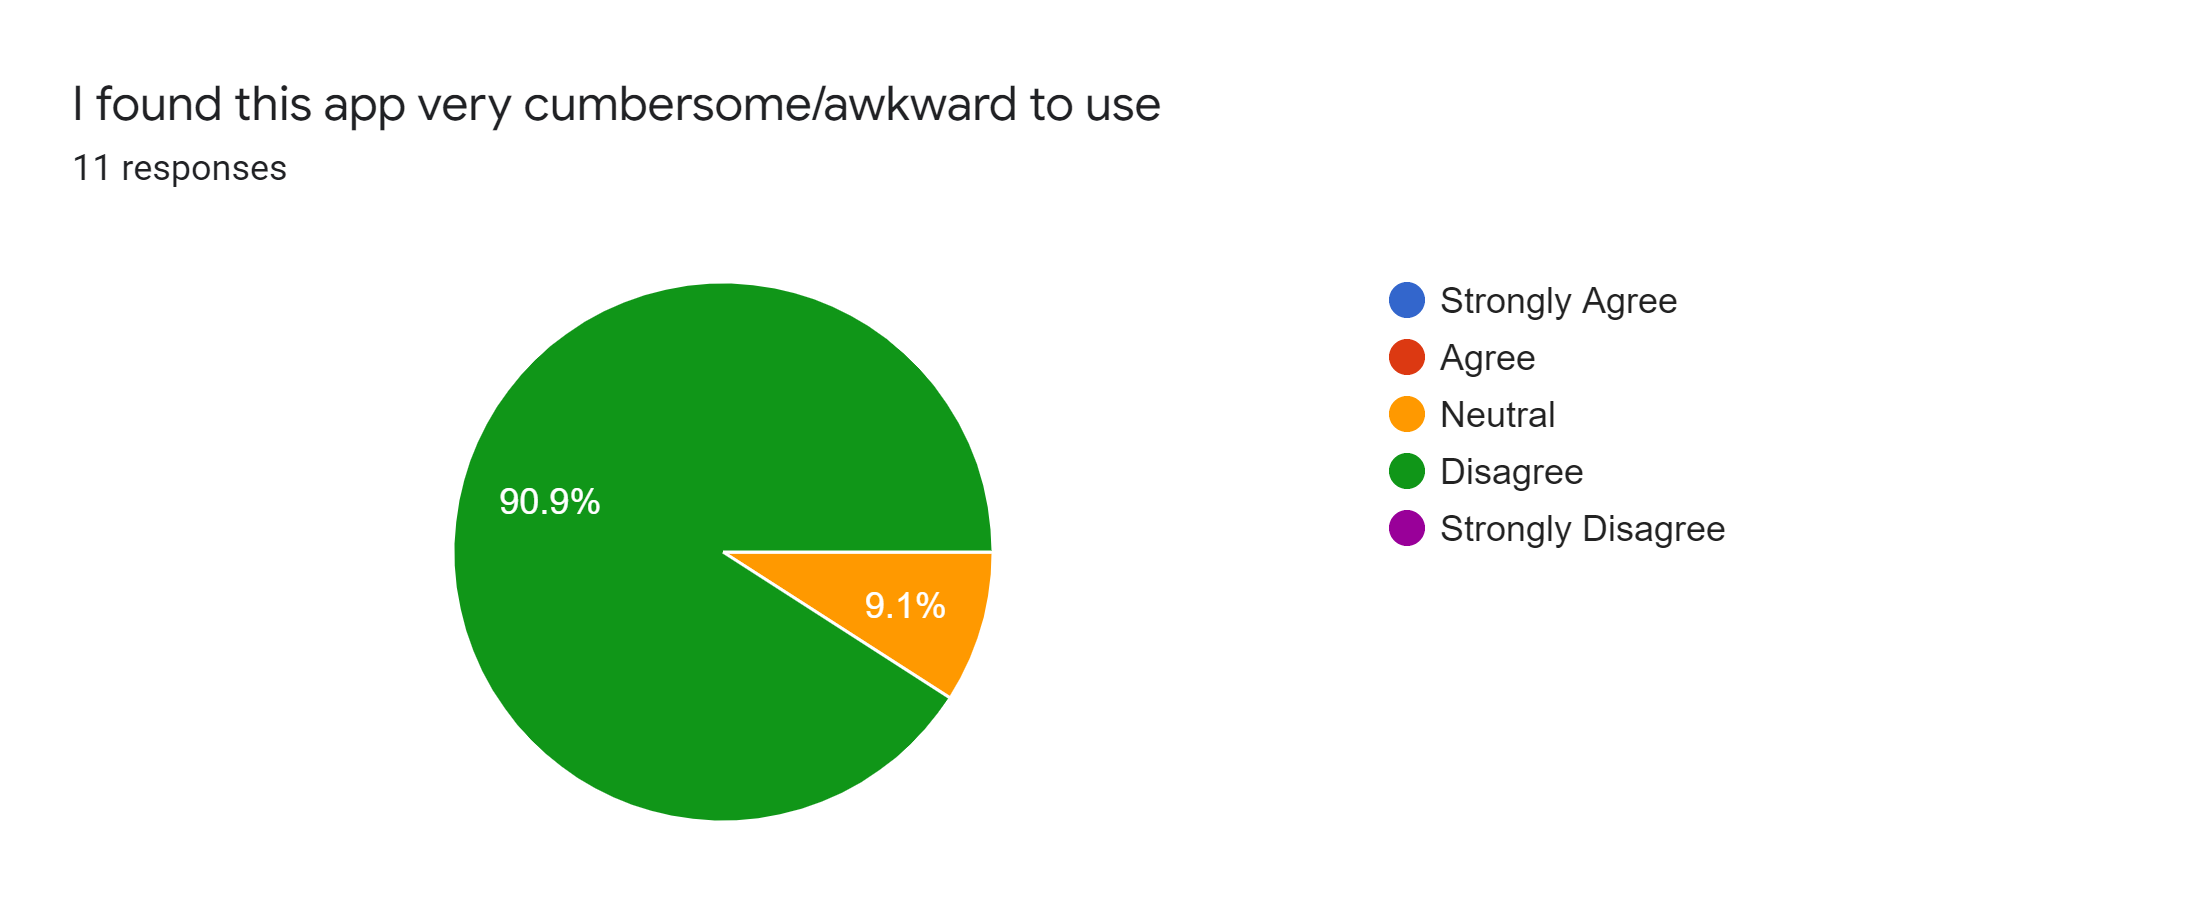 I found this app very cumbersome/awkward to use
11 responses
Strongly Agree
Agree
Neutral
Disagree
Strongly Disagree
90.9%
9.1%